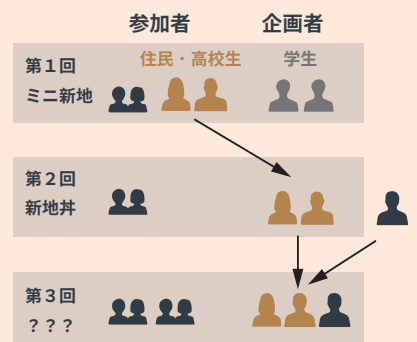 参加者 企画者
住民・高校生 学生
第１回
ミニ新地
第２回
新地丼
第３回
？？？